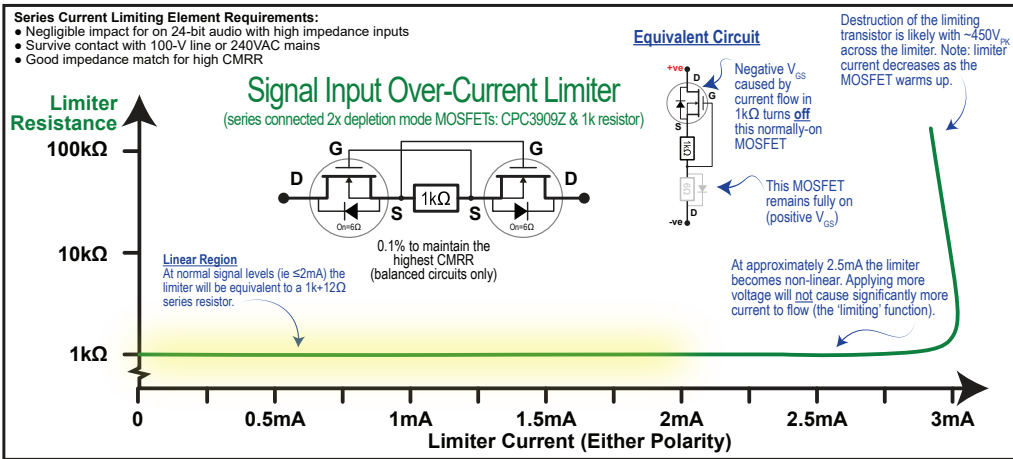 Series Current Limiting Element Requirements:
● Negligible impact for on 24-bit audio with high impedance inputs
● Survive contact with 100-V line or 240VAC mains
● Good impedance match for high CMRR
Signal Input Over-Current Limiter
(series connected 2x depletion mode MOSFETs: CPC3909Z & 1k resistor)
D
G
On=6Ω
S
1kΩ
G
S
D
On=6Ω
0.1% to maintain the
highest CMRR
(balanced circuits only)
Equivalent Circuit
+ve
D
G
S
1kΩ
6Ω
D
-ve
Negative VGS
caused by
current flow in
1kΩ turns off
this normally-on
MOSFET
This MOSFET
remains fully on
(positive VGS)
Destruction of the limiting
transistor is likely with ~450VPK
across the limiter. Note: limiter
current decreases as the
MOSFET warms up.
Limiter
Resistance
100kΩ
10kΩ
1kΩ
Linear Region
At normal signal levels (ie ≤2mA) the
limiter will be equivalent to a 1k+12Ω
series resistor.
At approximately 2.5mA the limiter
becomes non-linear. Applying more
voltage will not cause significantly more
current to flow (the ‘limiting’ function).
0
0.5mA
1mA
1.5mA
2mA
2.5mA
3mA
Limiter Current (Either Polarity)